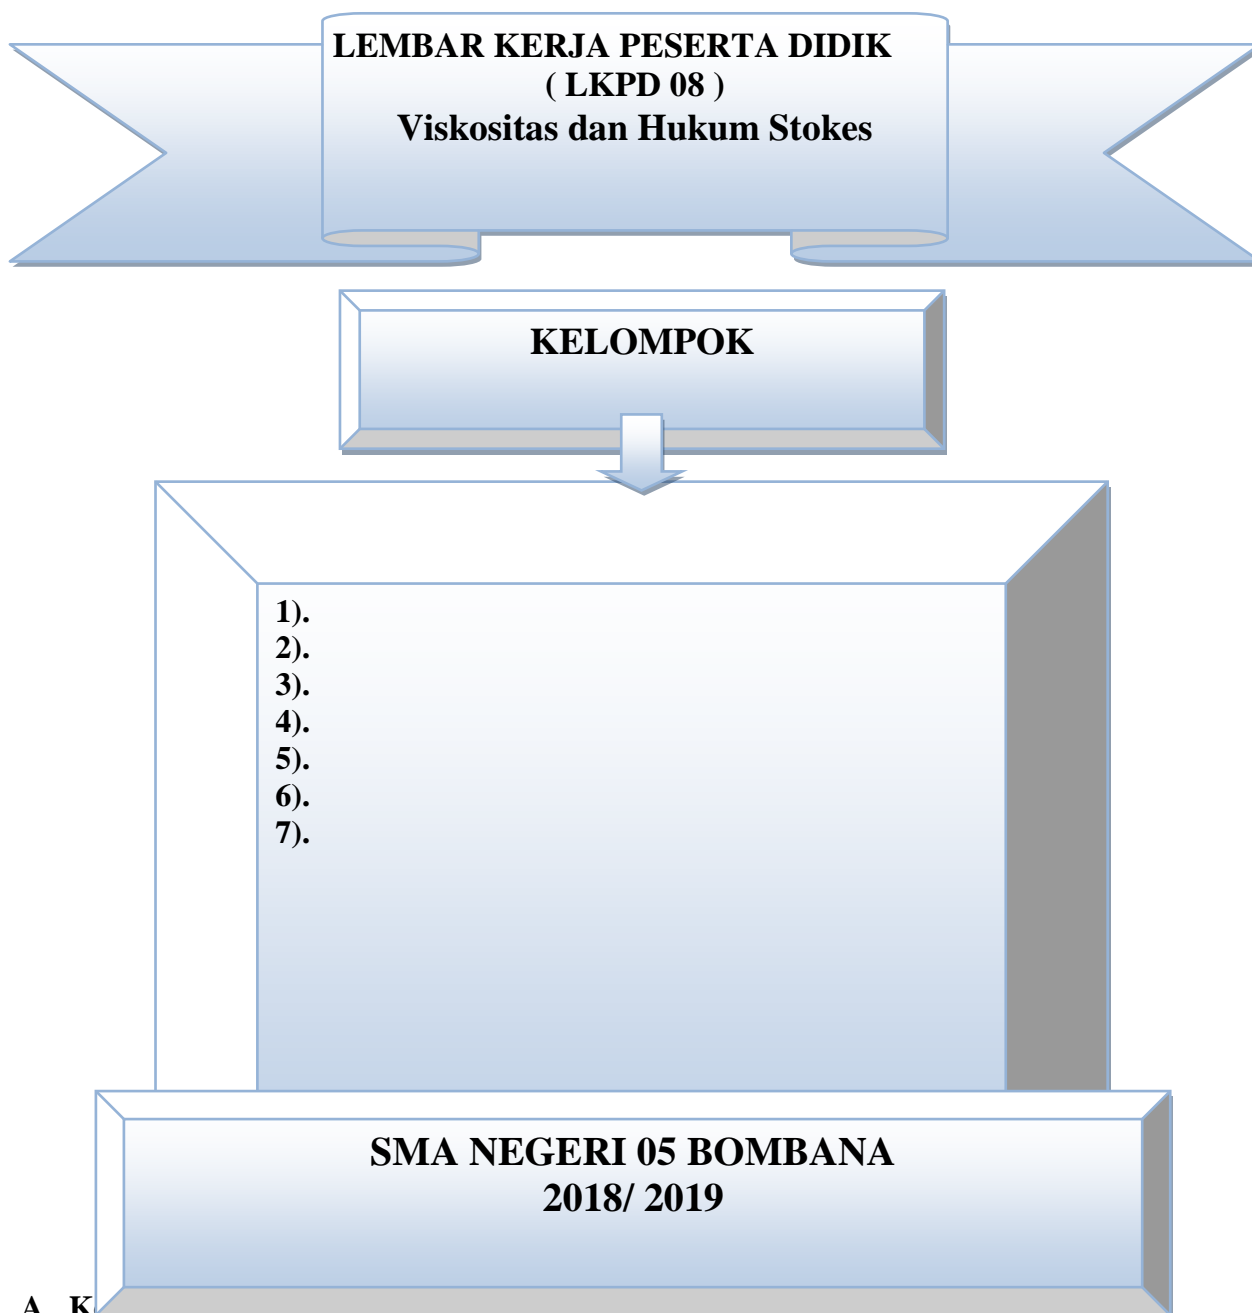 LEMBAR KERJA PESERTA DIDIK
( LKPD 08 )
Viskositas dan Hukum Stokes
KELOMPOK
1).
2).
3).
4).
5).
6).
7).
SMA NEGERI 05 BOMBANA
2018/ 2019
A.